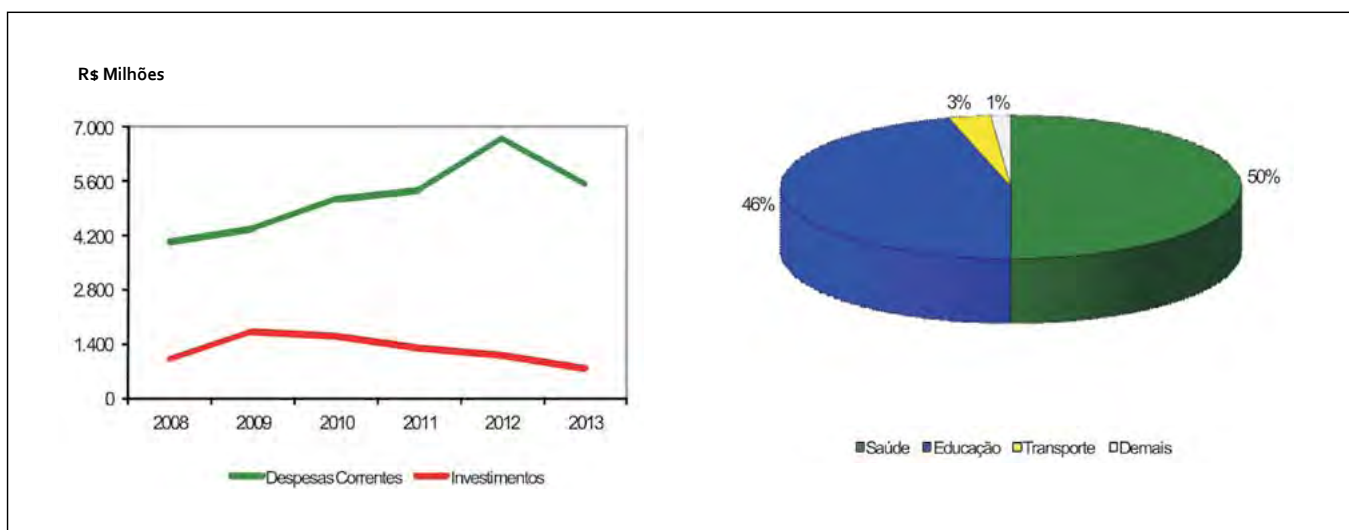 R$ Milhões
7.000
5.600
4.200
2.800
1.400
0
2008 2009 2010 2011 2012 2013
Despesas Correntes Investimentos
3% 1%
46% 50%
Saúde Educação Transporte Demais